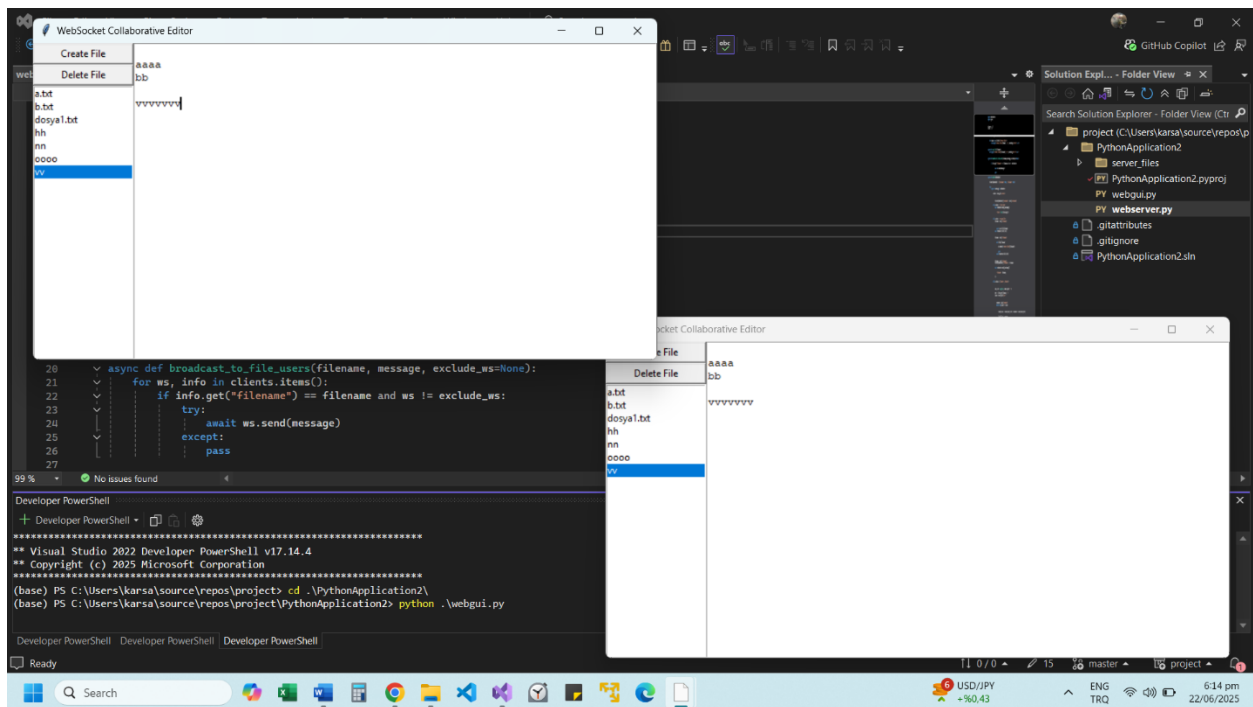 WebSocket Collaborative Editor
Create File
Delete File
a.txt
b.txt
dosya1.txt
hh
nn
oooo
vv
aaaa
bb
vvvvvvv
GitHub Copilot
Solution Expl... - Folder View
Search Solution Explorer - Folder View (Ctr
project (C:\Users\karsa\source\repos\p
PythonApplication2
server_files
PythonApplication2.pyproj
webgui.py
webserver.py
.gitattributes
.gitignore
PythonApplication2.sln
ocket Collaborative Editor
e File
Delete File
a.txt
b.txt
dosya1.txt
hh
nn
oooo
vv
aaaa
bb
vvvvvvv
20 async def broadcast_to_file_users(filename, message, exclude_ws=None):
21 for ws, info in clients.items():
22 if info.get("filename") == filename and ws != exclude_ws:
23 try:
24 await ws.send(message)
25 except:
26 pass
27
99 % No issues found
Developer PowerShell
+ Developer PowerShell
*********************************************************************
** Visual Studio 2022 Developer PowerShell v17.14.4
** Copyright (c) 2025 Microsoft Corporation
*********************************************************************
(base) PS C:\Users\karsa\source\repos\project> cd .\PythonApplication2\
(base) PS C:\Users\karsa\source\repos\project\PythonApplication2> python .\webgui.py
Developer PowerShell Developer PowerShell Developer PowerShell
Ready
0 / 0 15 master project 1
Search
6 USD/JPY
+%0,43
ENG
TRQ
6:14 pm
22/06/2025